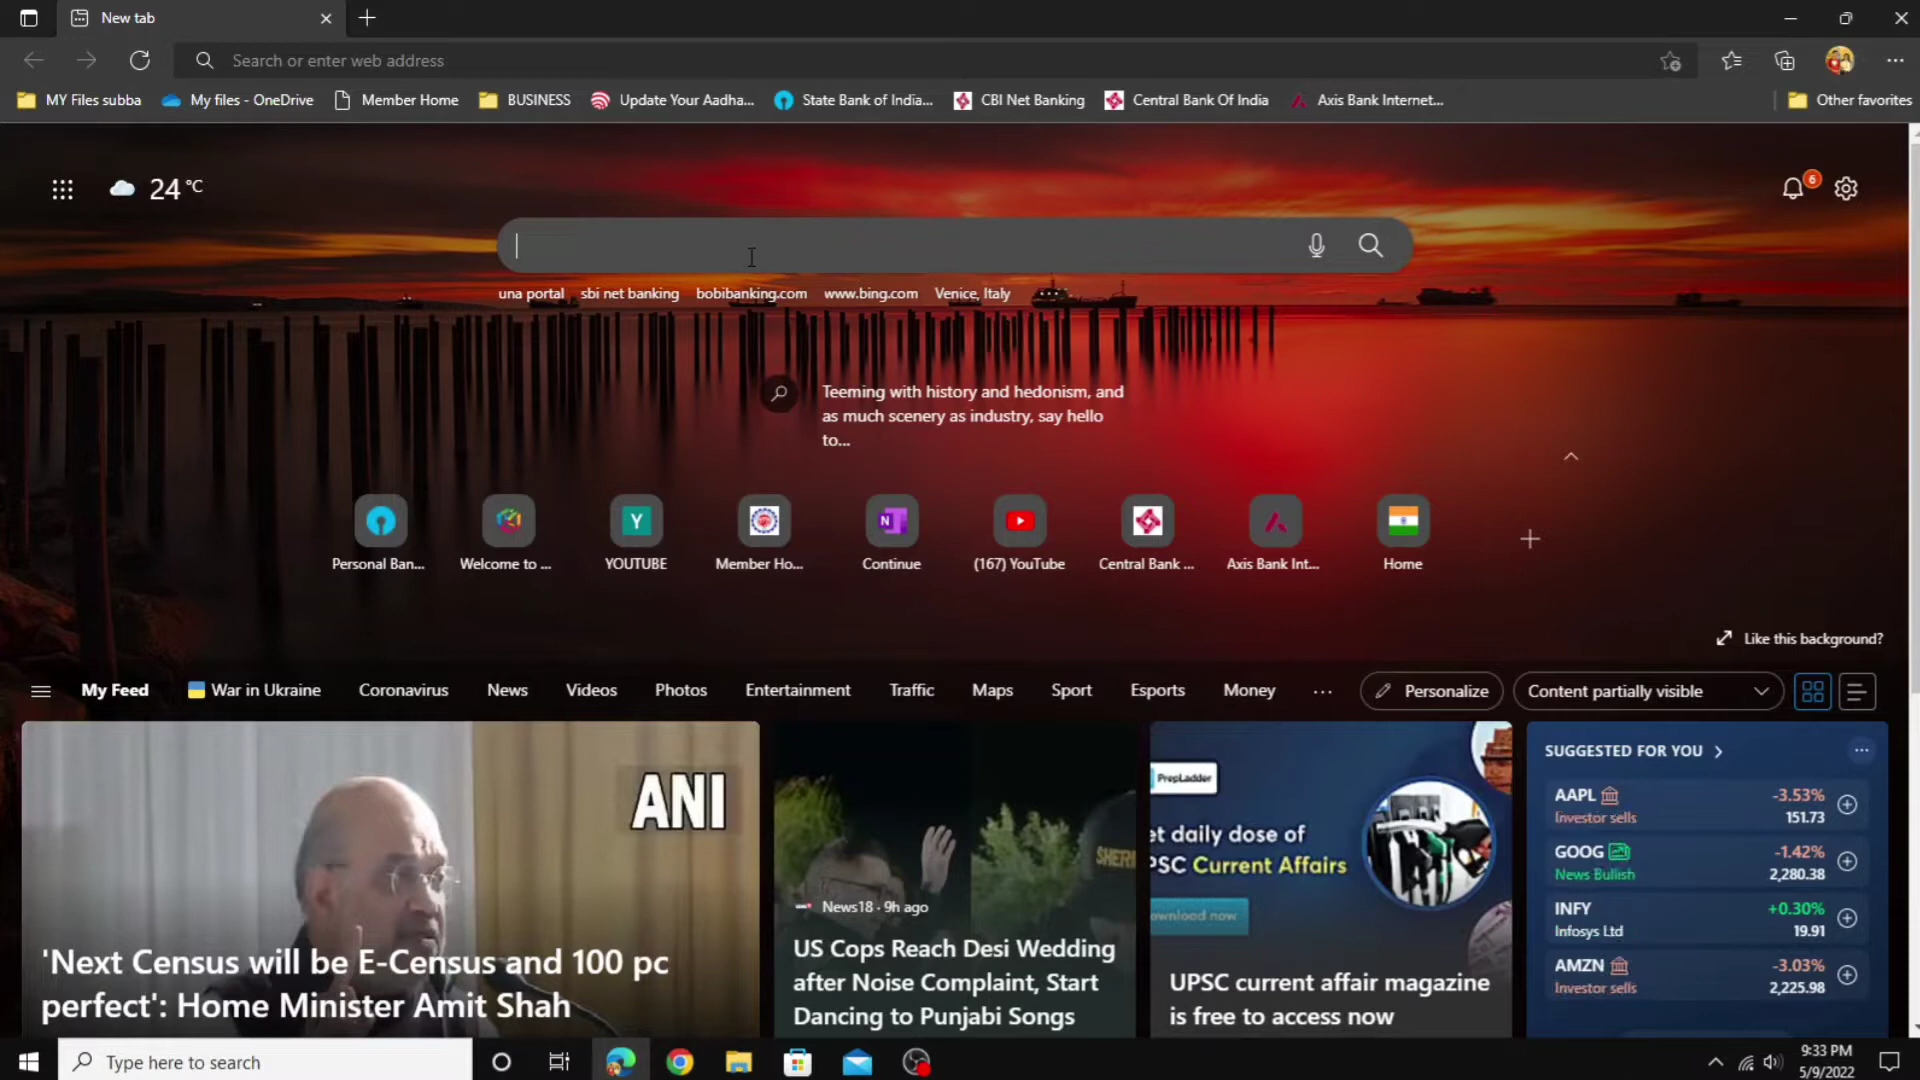 New tab
Search or enter web address
MY Files subba
My files - OneDrive
Member Home
BUSINESS
Update Your Aadha...
State Bank of India...
CBI Net Banking
Central Bank Of India
Axis Bank Internet...
Other favorites
24 °C
6
una portal
sbi net banking
bobibanking.com
www.bing.com
Venice, Italy
Teeming with history and hedonism, and
as much scenery as industry, say hello
to...
Y
N
Personal Ban...
Welcome to ...
YOUTUBE
Member Ho...
Continue
(167) YouTube
Central Bank ...
Axis Bank Int...
Home
Like this background?
My Feed
War in Ukraine
Coronavirus
News
Videos
Photos
Entertainment
Traffic
Maps
Sport
Esports
Money
Personalize
Content partially visible
ANI
'Next Census will be E-Census and 100 pc
perfect': Home Minister Amit Shah
SHERI
News18 · 9h ago
US Cops Reach Desi Wedding
after Noise Complaint, Start
Dancing to Punjabi Songs
PrepLadder
et daily dose of
PSC Current Affairs
ownload now
UPSC current affair magazine
is free to access now
SUGGESTED FOR YOU
AAPL -3.53%
Investor sells 151.73
GOOG -1.42%
News Bullish 2,280.38
INFY +0.30%
Infosys Ltd 19.91
AMZN -3.03%
Investor sells 2,225.98
Type here to search
9:33 PM
5/9/2022